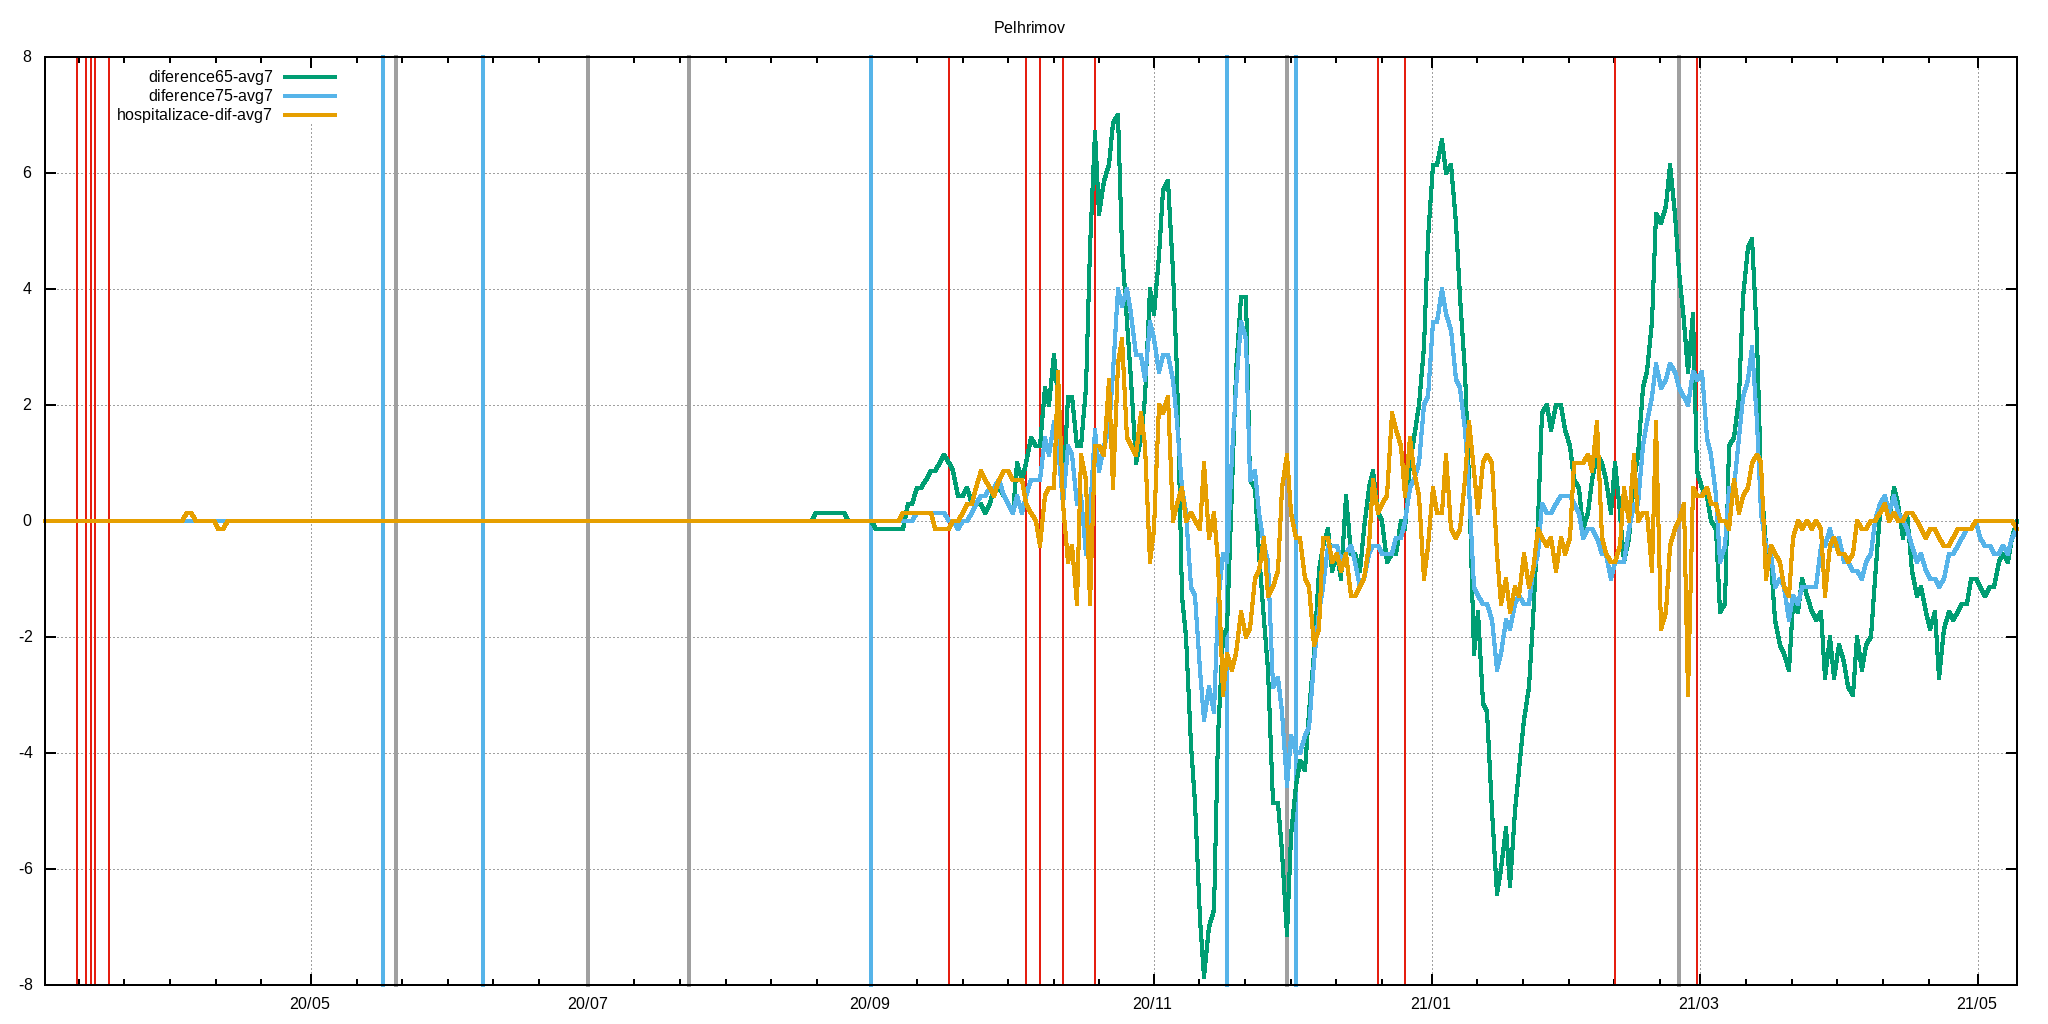 Pelhrimov
8
diference65-avg7
diference75-avg7
hospitalizace-dif-avg7
6
4
2
0
-2
-4
-6
-8
20/05 20/07 20/09 20/11 21/01 21/03 21/05